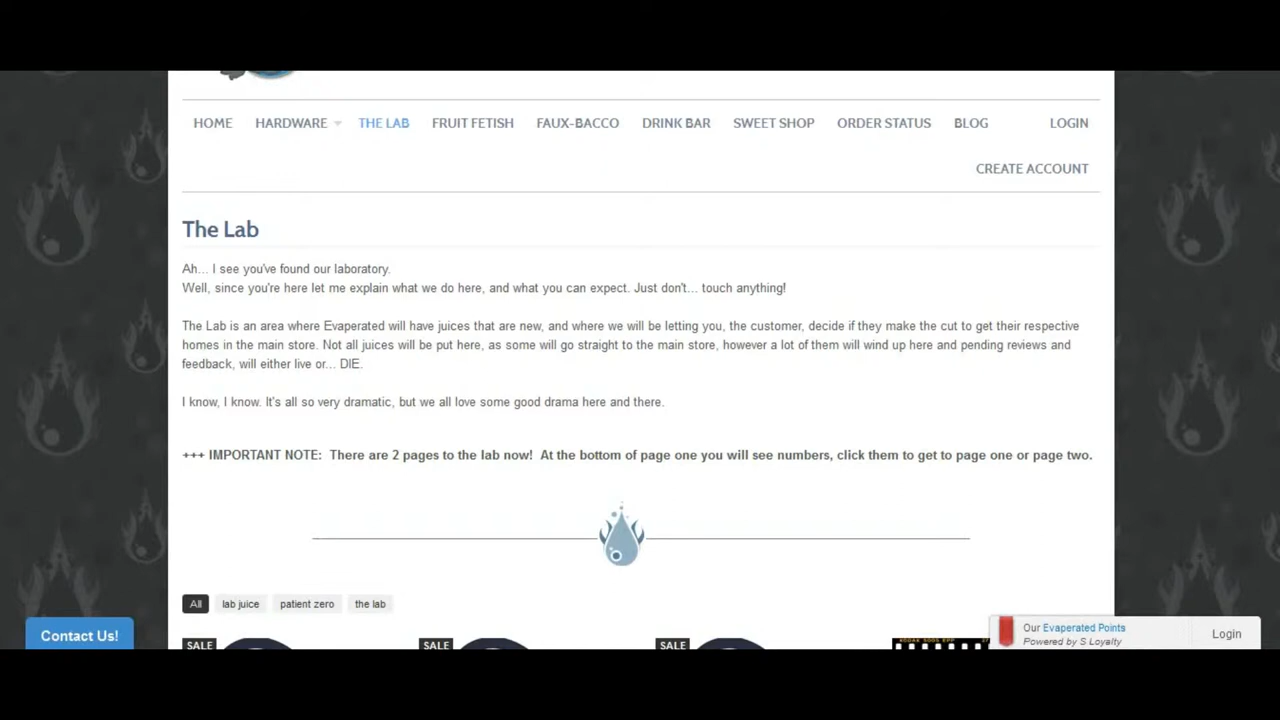 HOME HARDWARE THE LAB FRUIT FETISH FAUX-BACCO DRINK BAR SWEET SHOP ORDER STATUS BLOG LOGIN
CREATE ACCOUNT
The Lab
Ah... I see you've found our laboratory.
Well, since you're here let me explain what we do here, and what you can expect. Just don't... touch anything!
The Lab is an area where Evaperated will have juices that are new, and where we will be letting you, the customer, decide if they make the cut to get their respective
homes in the main store. Not all juices will be put here, as some will go straight to the main store, however a lot of them will wind up here and pending reviews and
feedback, will either live or... DIE.
I know, I know. It's all so very dramatic, but we all love some good drama here and there.
+++ IMPORTANT NOTE: There are 2 pages to the lab now! At the bottom of page one you will see numbers, click them to get to page one or page two.
All lab juice patient zero the lab
Contact Us!
SALE SALE SALE
Our Evaperated Points
Powered by S Loyalty
Login